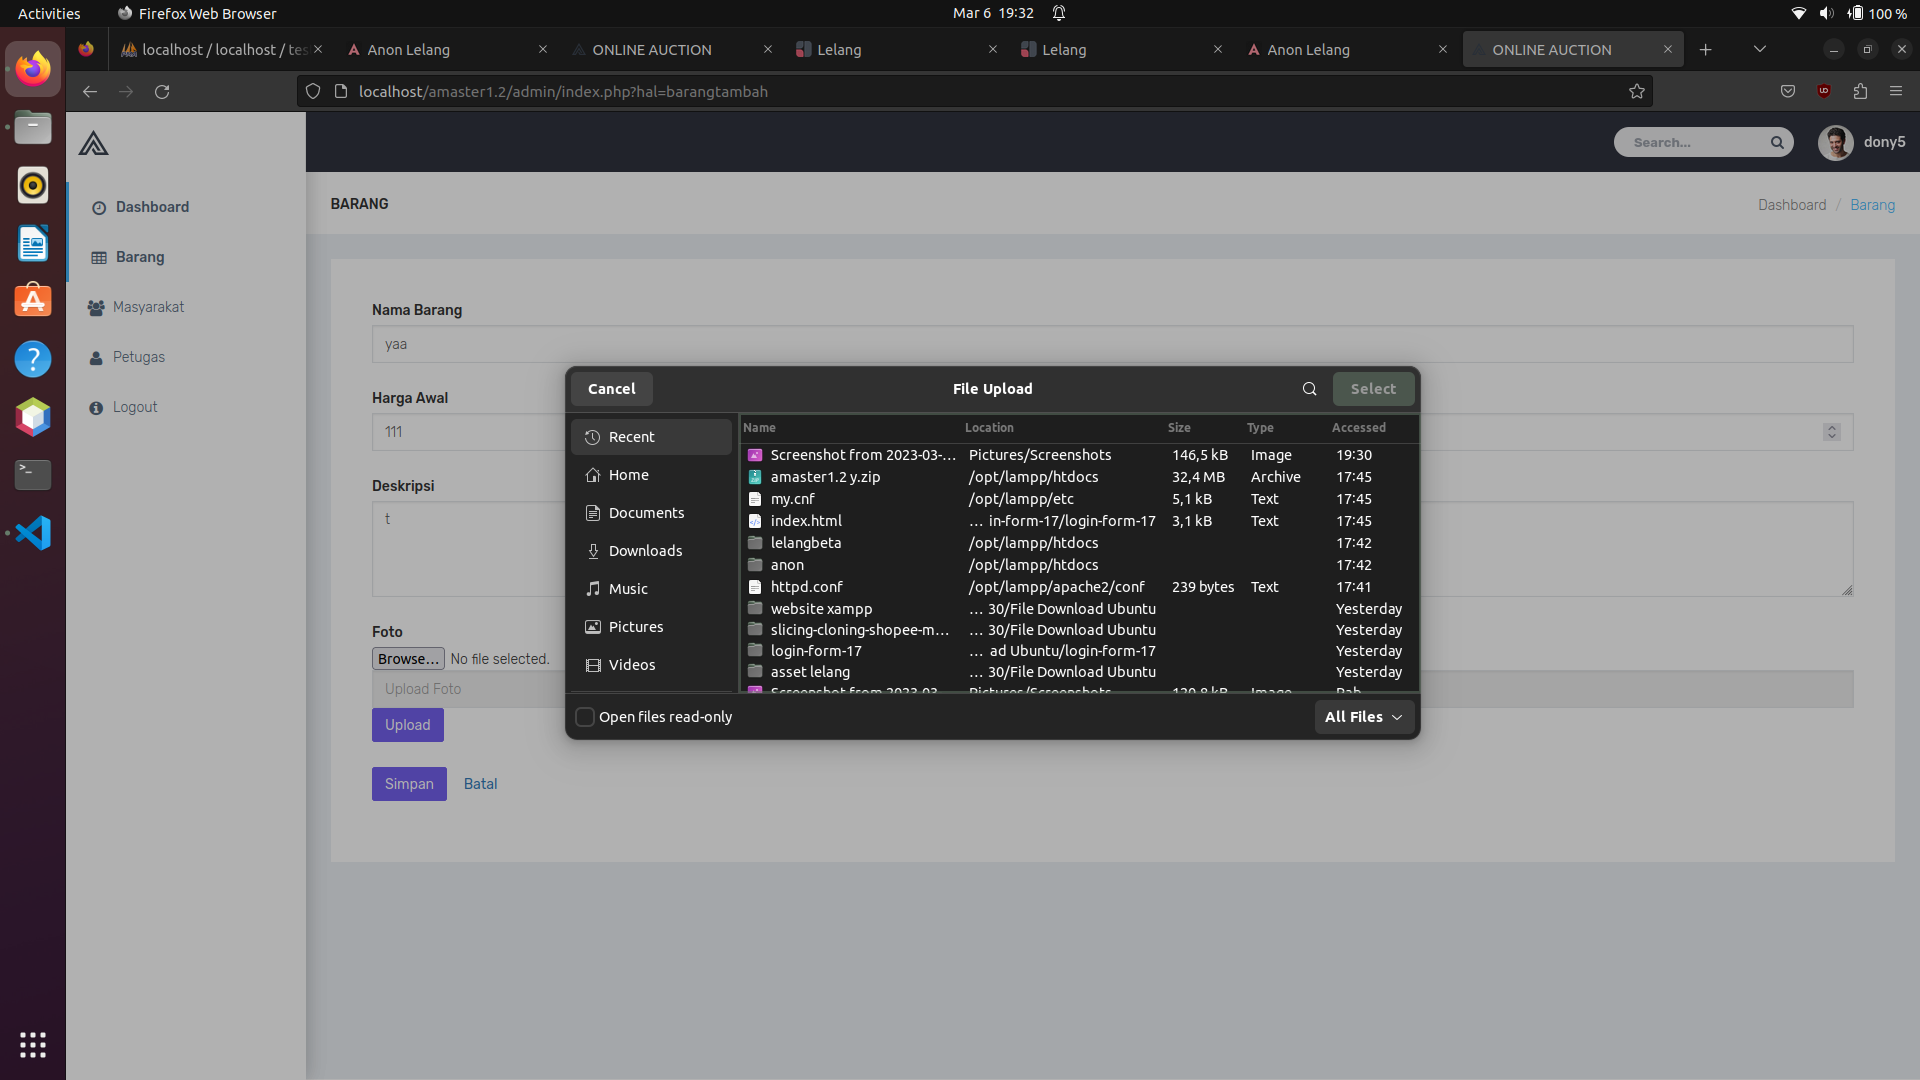 Activities
Firefox Web Browser
Mar 6 19:32
100 %
localhost / localhost / tes
Anon Lelang
ONLINE AUCTION
Lelang
Lelang
Anon Lelang
ONLINE AUCTION
localhost/amaster1.2/admin/index.php?hal=barangtambah
Search...
dony5
Dashboard
Barang
Masyarakat
Petugas
Logout
BARANG
Dashboard / Barang
Nama Barang
yaa
Harga Awal
111
Deskripsi
t
Foto
Browse... No file selected.
Upload Foto
Upload
Simpan Batal
Cancel
File Upload
Select
Recent
Home
Documents
Downloads
Music
Pictures
Videos
Name Location Size Type Accessed
Screenshot from 2023-03-... Pictures/Screenshots 146,5 kB Image 19:30
amaster1.2 y.zip /opt/lampp/htdocs 32,4 MB Archive 17:45
my.cnf /opt/lampp/etc 5,1 kB Text 17:45
index.html ... in-form-17/login-form-17 3,1 kB Text 17:45
lelangbeta /opt/lampp/htdocs 17:42
anon /opt/lampp/htdocs 17:42
httpd.conf /opt/lampp/apache2/conf 239 bytes Text 17:41
website xampp ... 30/File Download Ubuntu Yesterday
slicing-cloning-shopee-m... ... 30/File Download Ubuntu Yesterday
login-form-17 ... ad Ubuntu/login-form-17 Yesterday
asset lelang ... 30/File Download Ubuntu Yesterday
Screenshot from 2023-03 Pictures/Screenshots Image Rab
Open files read-only
All Files